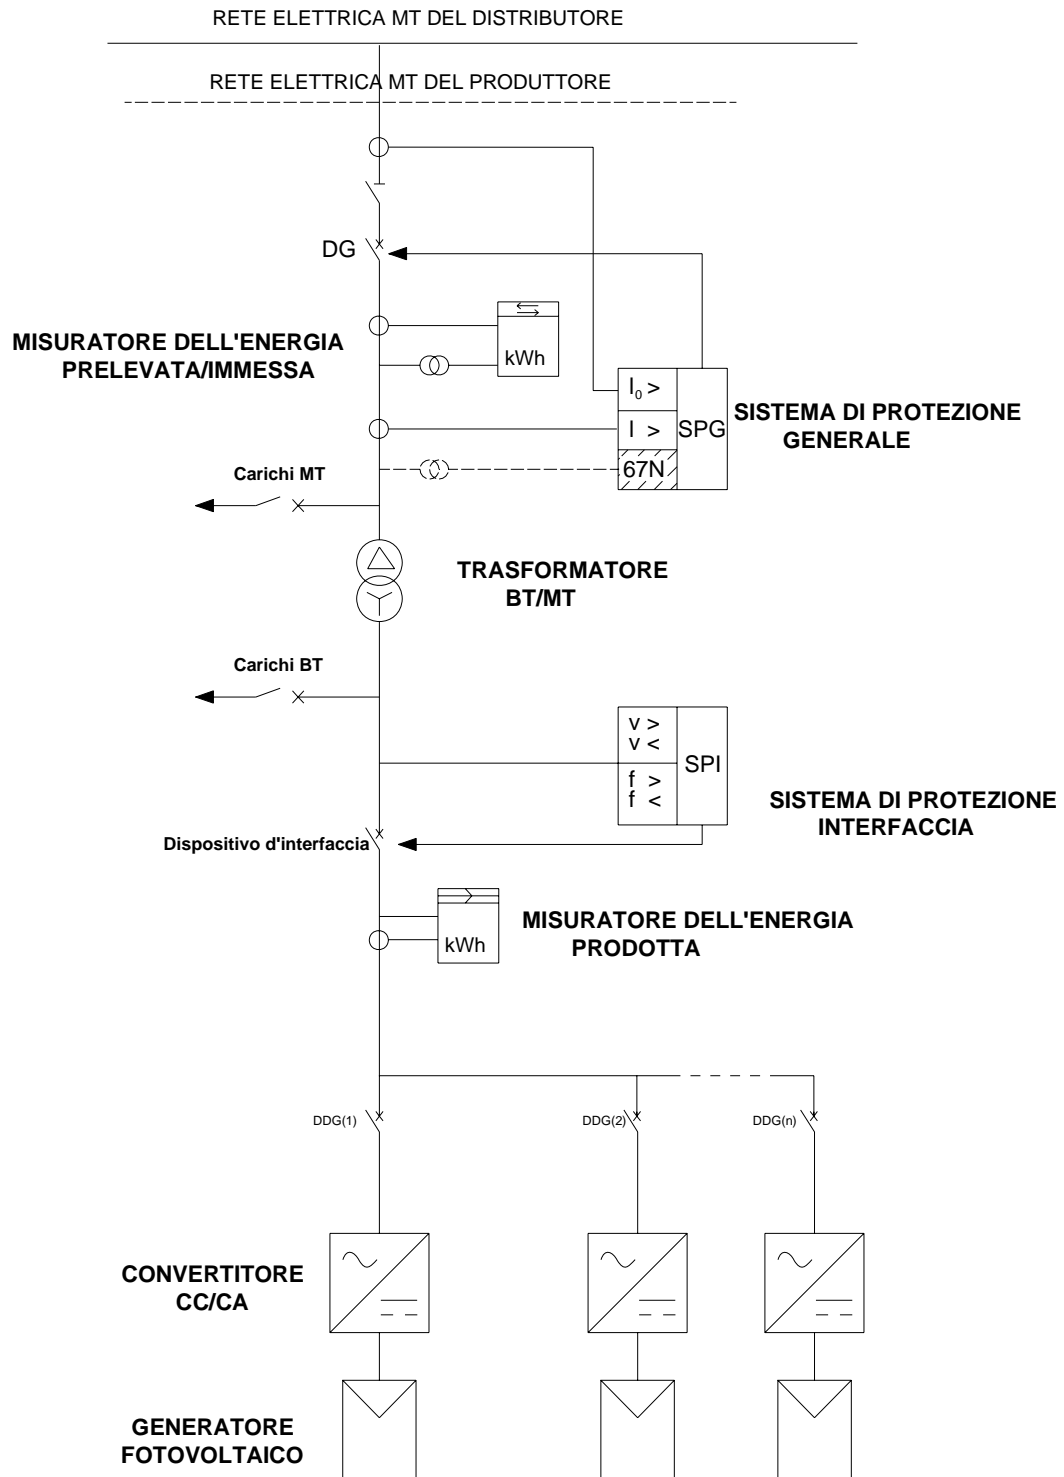 RETE ELETTRICA MT DEL DISTRIBUTORE
RETE ELETTRICA MT DEL PRODUTTORE
DG
MISURATORE DELL'ENERGIA
PRELEVATA/IMMESSA
kWh
I0 >
I >
67N
SPG
SISTEMA DI PROTEZIONE
GENERALE
Carichi MT
TRASFORMATORE
BT/MT
Carichi BT
v >
v <
f >
f <
SPI
SISTEMA DI PROTEZIONE
INTERFACCIA
Dispositivo d'interfaccia
kWh
MISURATORE DELL'ENERGIA
PRODOTTA
DDG(1)
DDG(2)
DDG(n)
CONVERTITORE
CC/CA
GENERATORE
FOTOVOLTAICO